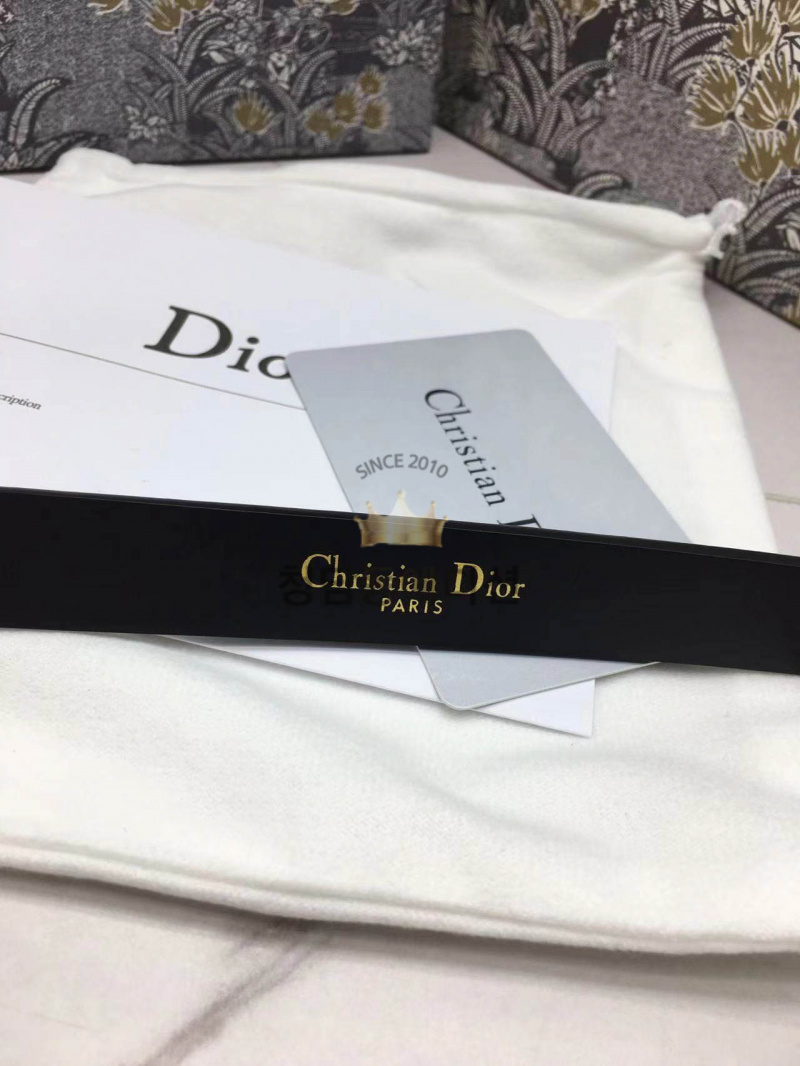 Dio
cription
Christian D
SINCE 2010
Christian Dior
PARIS